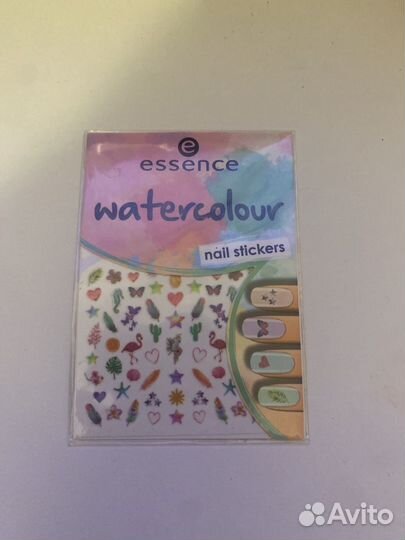 e
essence
watercolour
nail stickers
Avito